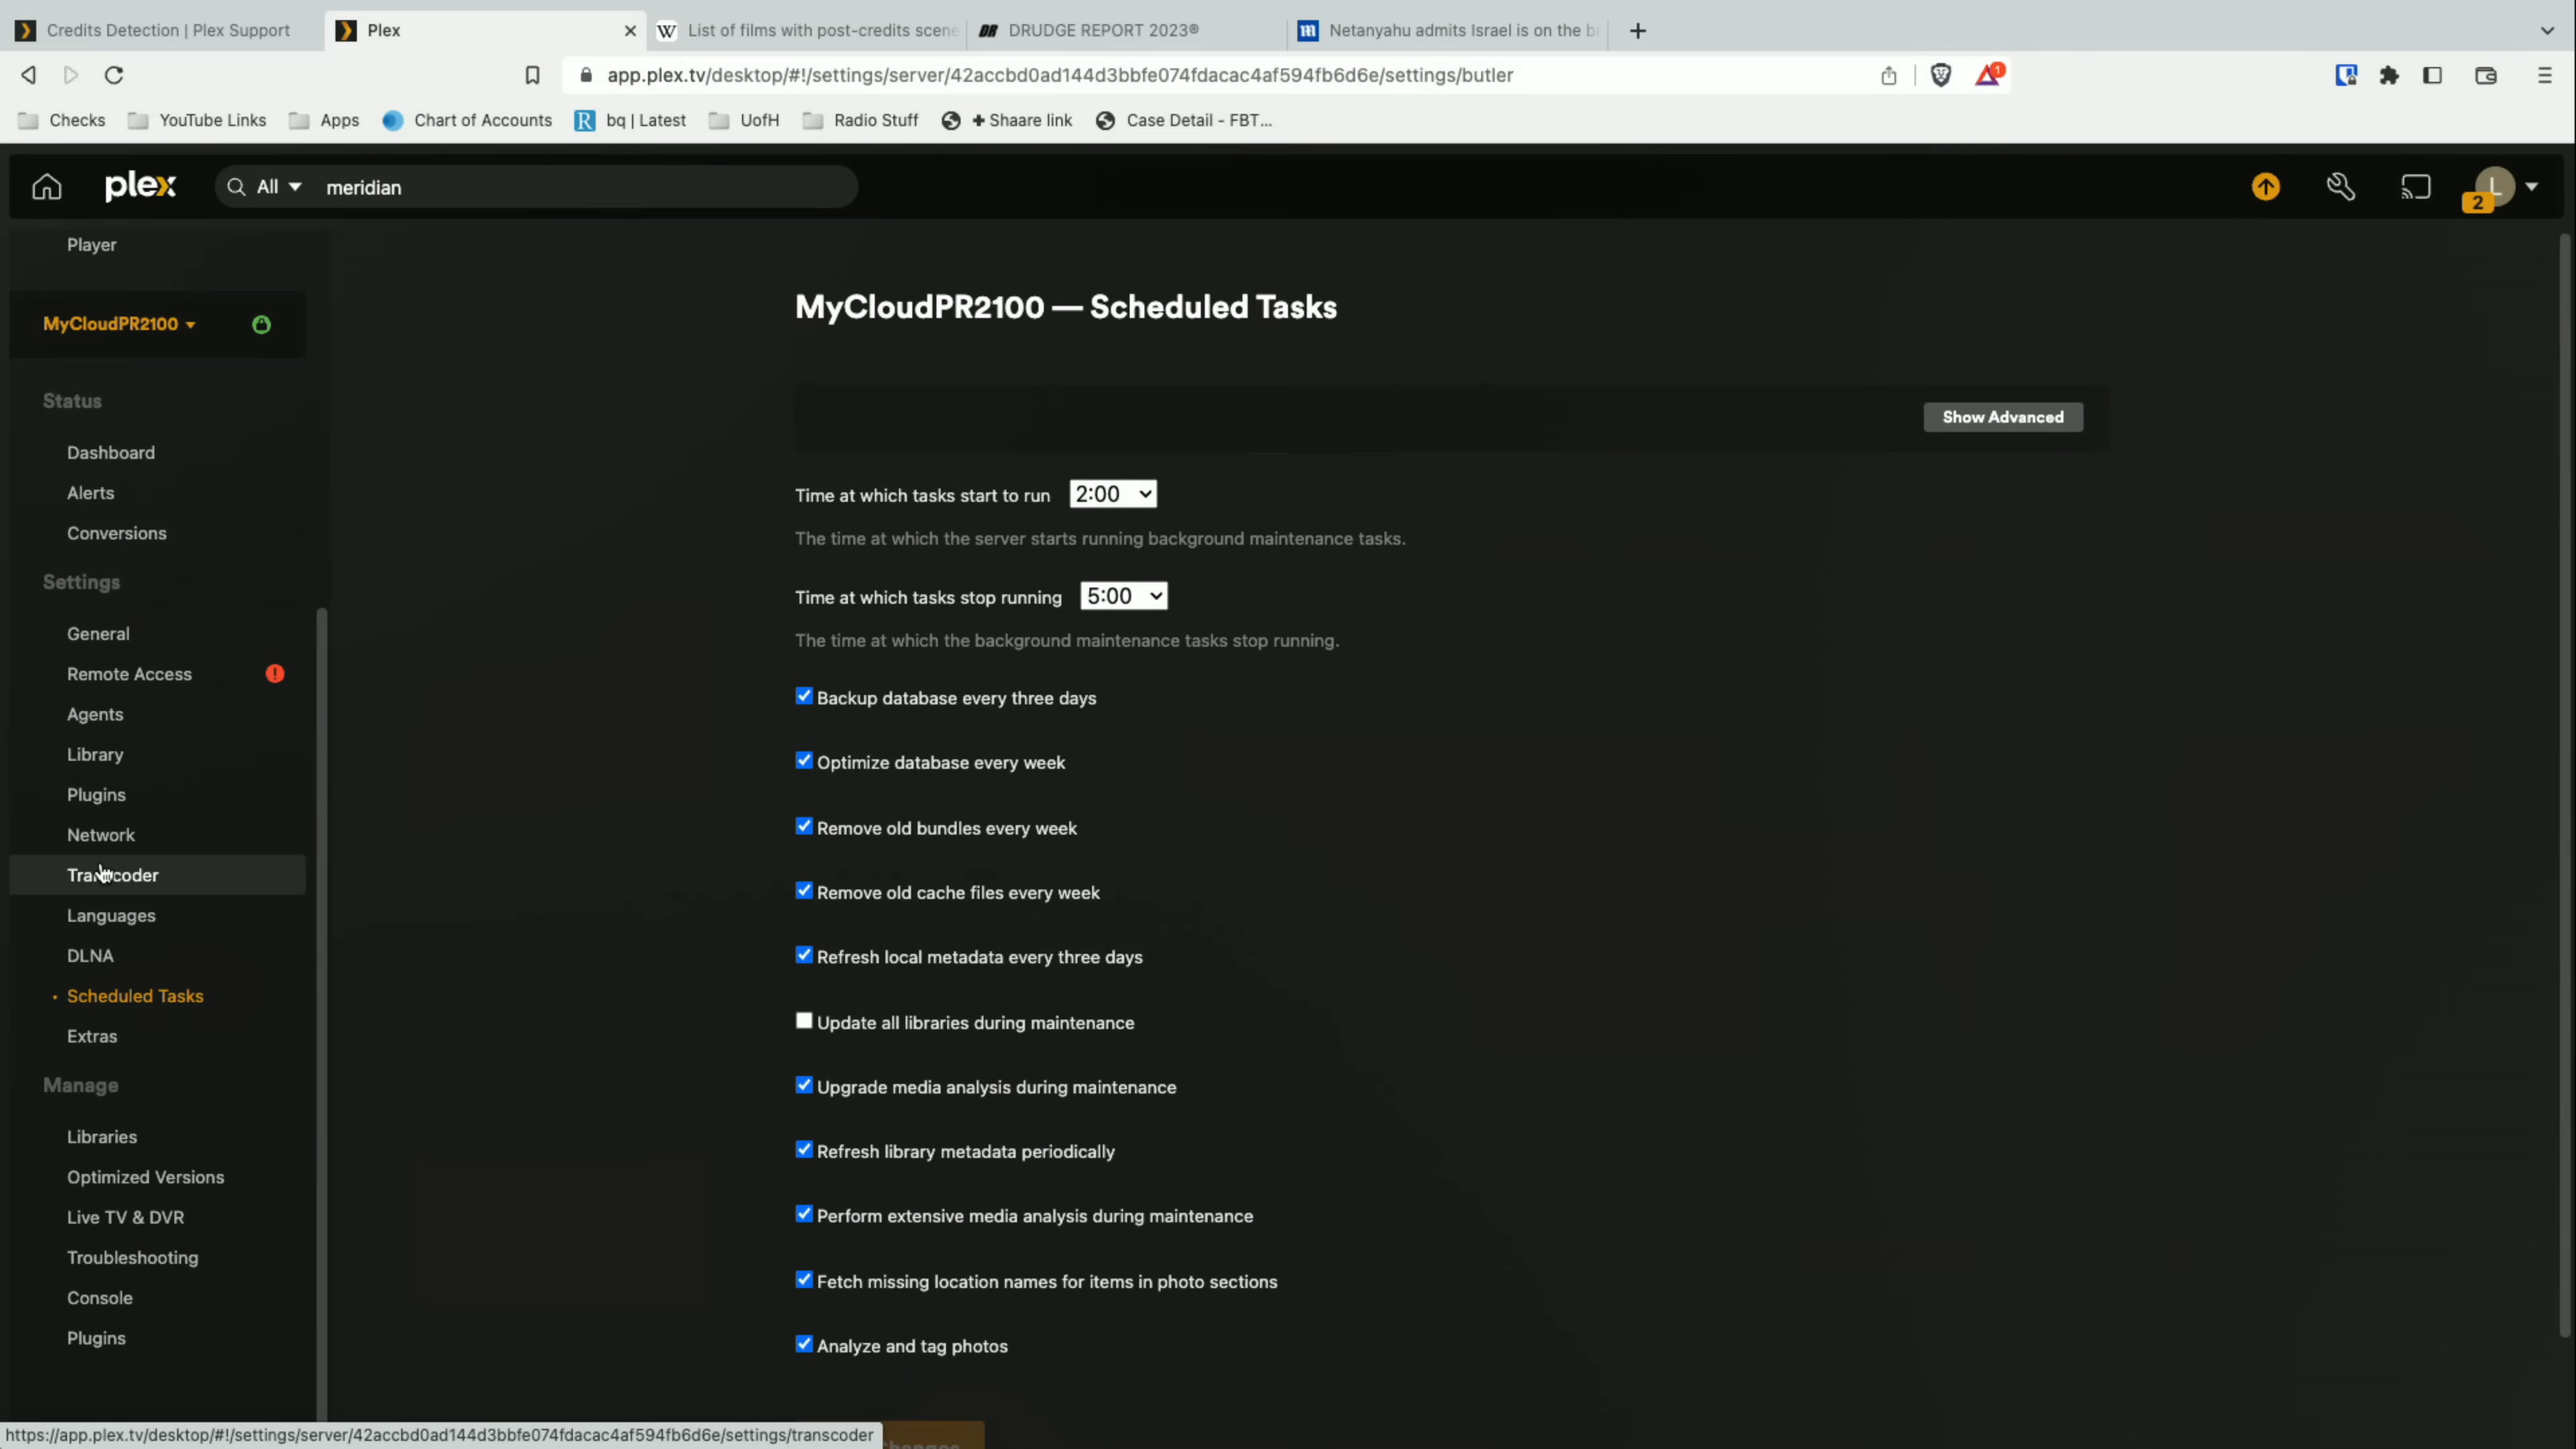 Credits Detection | Plex Support
Plex
List of films with post-credits scene
DRUDGE REPORT 2023®
Netanyahu admits Israel is on the br
app.plex.tv/desktop/#!/settings/server/42accbd0ad144d3bbfe074fdacac4af594fb6d6e/settings/butler
1
Checks
YouTube Links
Apps
Chart of Accounts
R bq | Latest
UofH
Radio Stuff
+ Shaare link
Case Detail - FBT...
plex
All
meridian
L
2
Player
MyCloudPR2100
Status
Dashboard
Alerts
Conversions
Settings
General
Remote Access
Agents
Library
Plugins
Network
Transcoder
Languages
DLNA
• Scheduled Tasks
Extras
Manage
Libraries
Optimized Versions
Live TV & DVR
Troubleshooting
Console
Plugins
MyCloudPR2100 — Scheduled Tasks
Show Advanced
Time at which tasks start to run 2:00
The time at which the server starts running background maintenance tasks.
Time at which tasks stop running 5:00
The time at which the background maintenance tasks stop running.
Backup database every three days
Optimize database every week
Remove old bundles every week
Remove old cache files every week
Refresh local metadata every three days
Update all libraries during maintenance
Upgrade media analysis during maintenance
Refresh library metadata periodically
Perform extensive media analysis during maintenance
Fetch missing location names for items in photo sections
Analyze and tag photos
https://app.plex.tv/desktop/#!/settings/server/42accbd0ad144d3bbfe074fdacac4af594fb6d6e/settings/transcoder